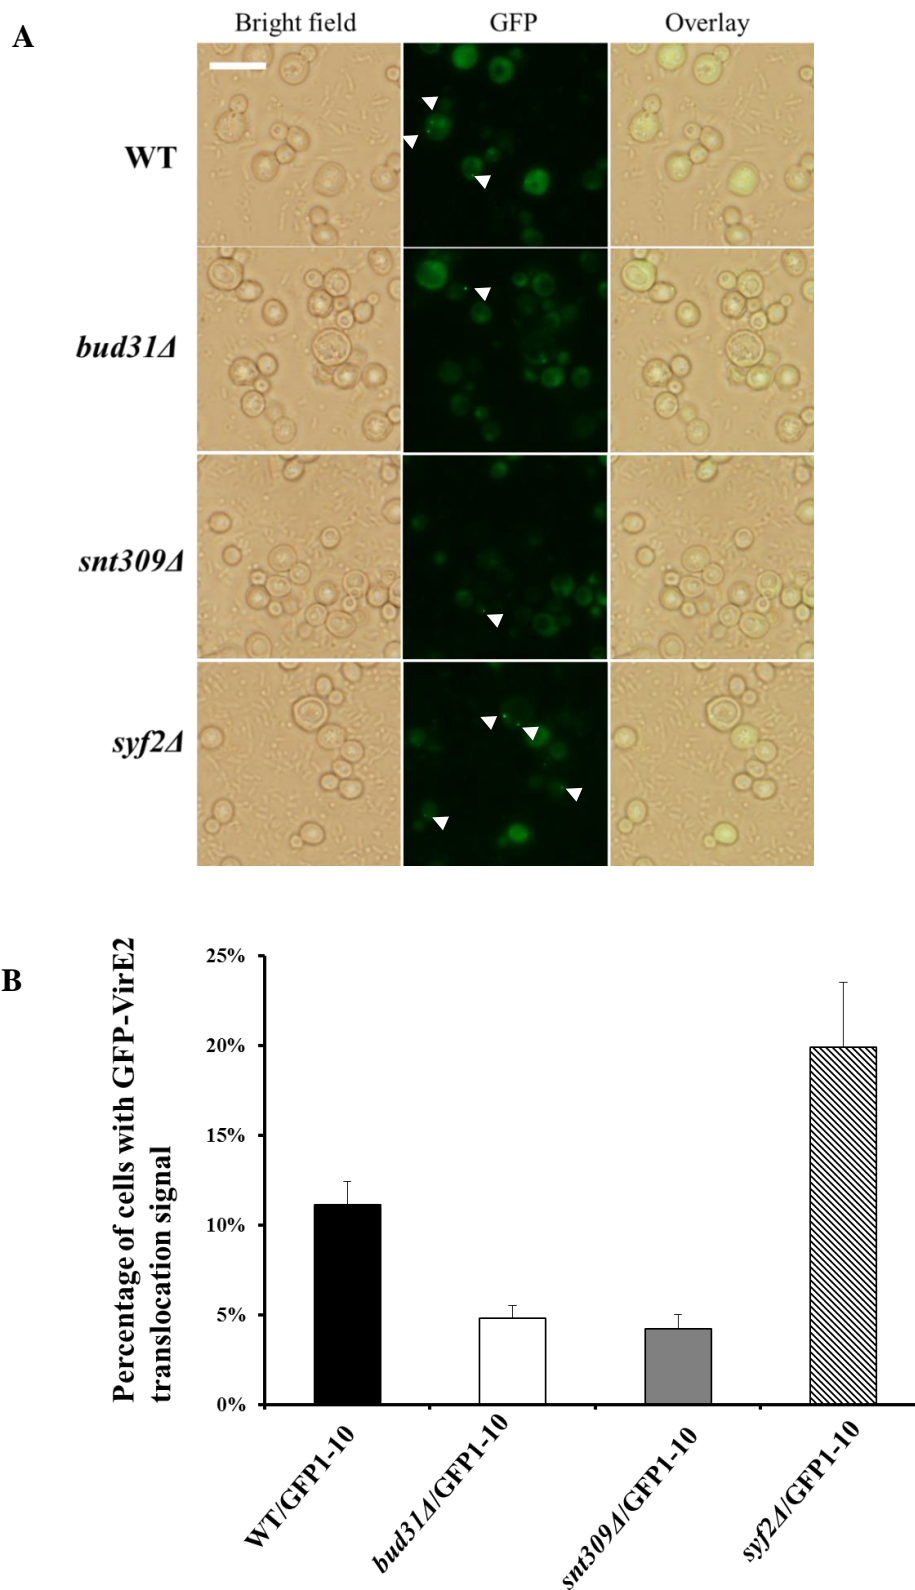 A
Bright field GFP Overlay
WT
bud31Δ
snt309Δ
syf2Δ
B
Percentage of cells with GFP-VirE2
translocation signal
25%
20%
15%
10%
5%
0%
WT/GFP1-10
bud31Δ/GFP1-10
snt309Δ/GFP1-10
syf2Δ/GFP1-10